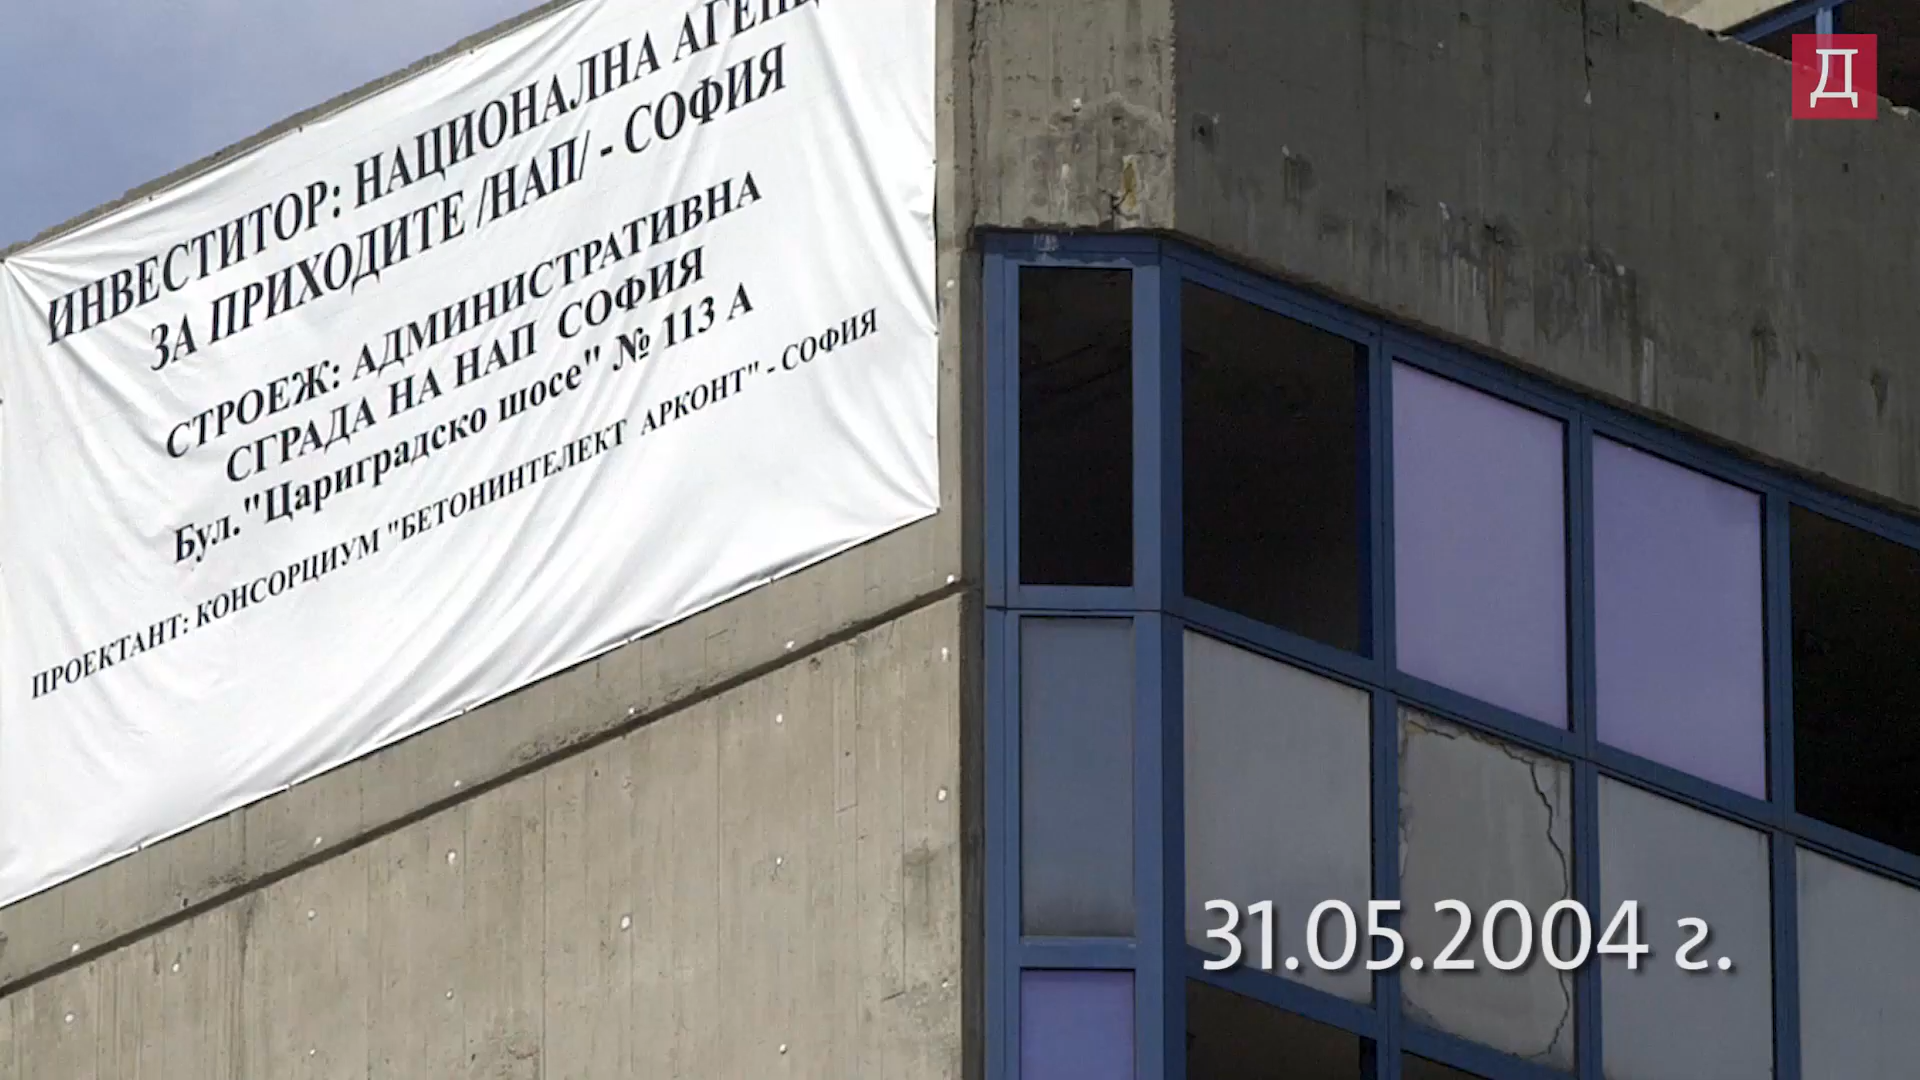 ИНВЕСТИТОР: НАЦИОНАЛНА
ЗА ПРИХОДИТЕ /НАП/ - СОФИЯ
СТРОЕЖ: АДМИНИСТРАТИВНА
СГРАДА НА НАП СОФИЯ
Бул."Цариградско шосе" № 113 А
ПРОЕКТАНТ: КОНСОРЦИУМ "БЕТОНИНТЕЛЕКТ АРКОНТ" - СОФИЯ
Д
31.05.2004 г.